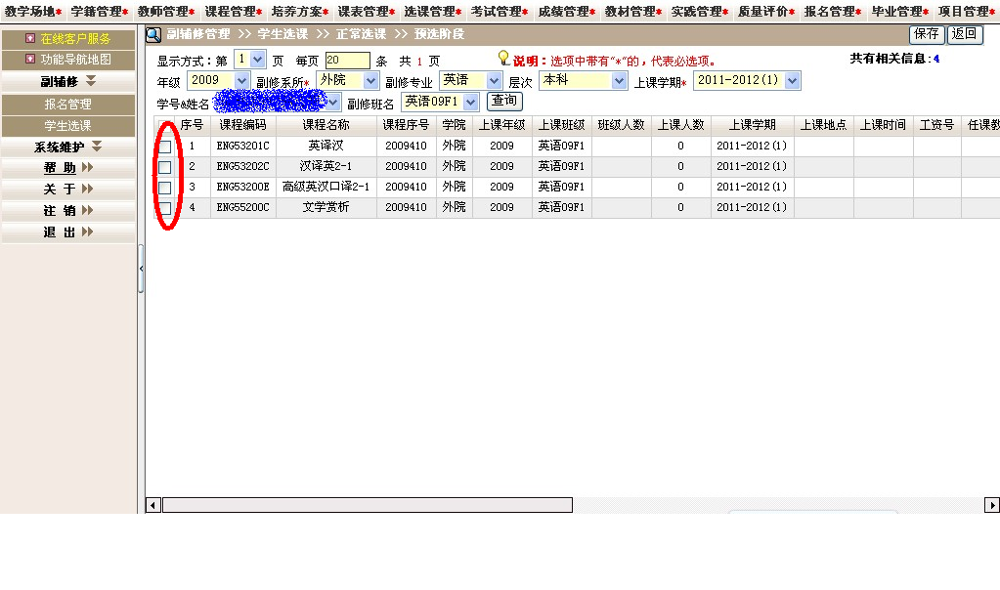 教学场地* 学籍管理* 教师管理* 课程管理* 培养方案* 课表管理* 选课管理* 考试管理* 成绩管理* 教材管理* 实践管理* 质量评价* 报名管理* 毕业管理* 项目管理*
在线客户服务
功能导航地图
副辅修
报名管理
学生选课
系统维护
帮 助
关 于
注 销
退 出
副辅修管理 >> 学生选课 >> 正常选课 >> 预选阶段 保存 返回
显示方式: 第 1 页 每页 20 条 共 1 页 说明: 选项中带有"*"的, 代表必选项。 共有相关信息: 4
年级 2009 副修系所* 外院 副修专业 英语 层次 本科 上课学期* 2011-2012(1)
学号&姓名 副修班名 英语09F1 查询
序号 课程编码 课程名称 课程序号 学院 上课年级 上课班级 班级人数 上课人数 上课学期 上课地点 上课时间 工资号 任课教
1 ENG53201C 英译汉 2009410 外院 2009 英语09F1 0 2011-2012(1)
2 ENG53202C 汉译英2-1 2009410 外院 2009 英语09F1 0 2011-2012(1)
3 ENG53200E 高级英汉口译2-1 2009410 外院 2009 英语09F1 0 2011-2012(1)
4 ENG55200C 文学赏析 2009410 外院 2009 英语09F1 0 2011-2012(1)